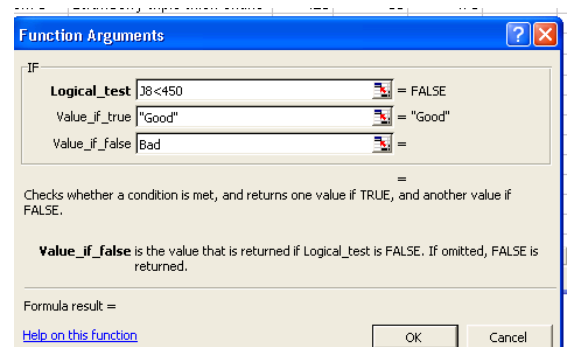 Function Arguments
IF
Logical_test J8<450 = FALSE
Value_if_true "Good" = "Good"
Value_if_false Bad =
=
Checks whether a condition is met, and returns one value if TRUE, and another value if
FALSE.
Value_if_false is the value that is returned if Logical_test is FALSE. If omitted, FALSE is
returned.
Formula result =
Help on this function
OK
Cancel